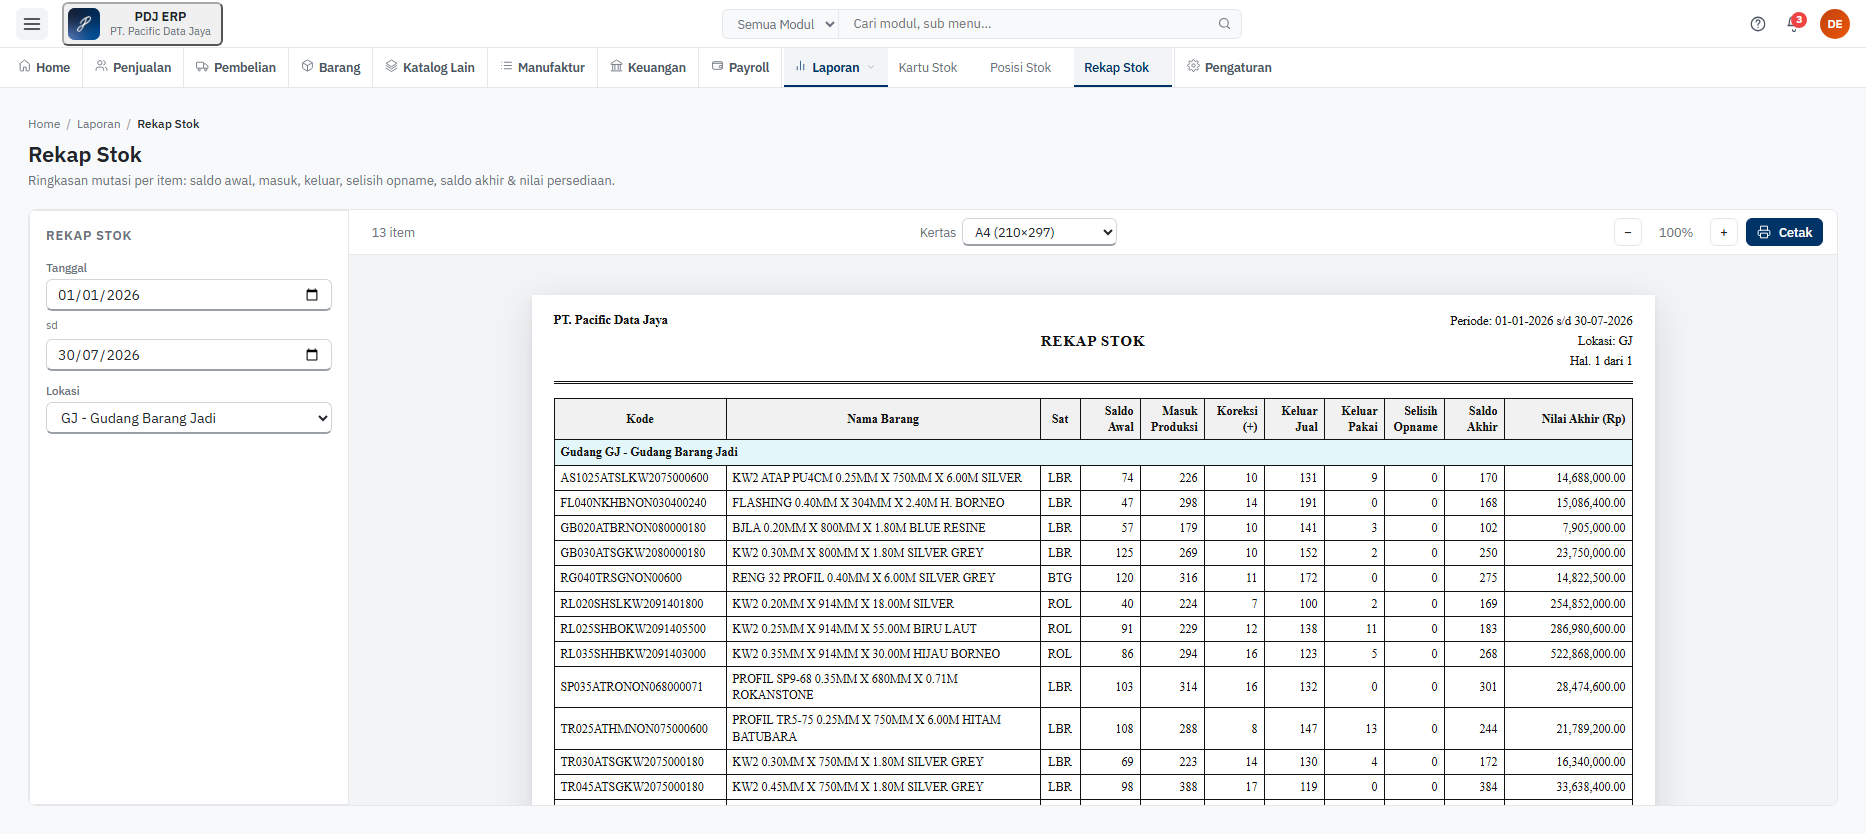 PDJ ERP
PT. Pacific Data Jaya
Semua Modul
Cari modul, sub menu...
3
DE
Home
Penjualan
Pembelian
Barang
Katalog Lain
Manufaktur
Keuangan
Payroll
Laporan
Kartu Stok
Posisi Stok
Rekap Stok
Pengaturan
Home / Laporan / Rekap Stok
Rekap Stok
Ringkasan mutasi per item: saldo awal, masuk, keluar, selisih opname, saldo akhir & nilai persediaan.
REKAP STOK
Tanggal
01/01/2026
sd
30/07/2026
Lokasi
GJ - Gudang Barang Jadi
13 item
Kertas
A4 (210×297)
−
100%
+
Cetak
PT. Pacific Data Jaya
REKAP STOK
Periode: 01-01-2026 s/d 30-07-2026
Lokasi: GJ
Hal. 1 dari 1
Kode Nama Barang Sat Saldo Awal Masuk Produksi Koreksi (+) Keluar Jual Keluar Pakai Selisih Opname Saldo Akhir Nilai Akhir (Rp)
Gudang GJ - Gudang Barang Jadi
AS1025ATSLKW2075000600 KW2 ATAP PU4CM 0.25MM X 750MM X 6.00M SILVER LBR 74 226 10 131 9 0 170 14,688,000.00
FL040NKHBNON030400240 FLASHING 0.40MM X 304MM X 2.40M H. BORNEO LBR 47 298 14 191 0 0 168 15,086,400.00
GB020ATBRNON080000180 BJLA 0.20MM X 800MM X 1.80M BLUE RESINE LBR 57 179 10 141 3 0 102 7,905,000.00
GB030ATSGKW2080000180 KW2 0.30MM X 800MM X 1.80M SILVER GREY LBR 125 269 10 152 2 0 250 23,750,000.00
RG040TRSGNON00600 RENG 32 PROFIL 0.40MM X 6.00M SILVER GREY BTG 120 316 11 172 0 0 275 14,822,500.00
RL020SHSLKW2091401800 KW2 0.20MM X 914MM X 18.00M SILVER ROL 40 224 7 100 2 0 169 254,852,000.00
RL025SHBOKW2091405500 KW2 0.25MM X 914MM X 55.00M BIRU LAUT ROL 91 229 12 138 11 0 183 286,980,600.00
RL035SHHBKW2091403000 KW2 0.35MM X 914MM X 30.00M HIJAU BORNEO ROL 86 294 16 123 5 0 268 522,868,000.00
SP035ATRONON068000071 PROFIL SP9-68 0.35MM X 680MM X 0.71M ROKANSTONE LBR 103 314 16 132 0 0 301 28,474,600.00
TR025ATHMNON075000600 PROFIL TR5-75 0.25MM X 750MM X 6.00M HITAM BATUBARA LBR 108 288 8 147 13 0 244 21,789,200.00
TR030ATSGKW2075000180 KW2 0.30MM X 750MM X 1.80M SILVER GREY LBR 69 223 14 130 4 0 172 16,340,000.00
TR045ATSGKW2075000180 KW2 0.45MM X 750MM X 1.80M SILVER GREY LBR 98 388 17 119 0 0 384 33,638,400.00